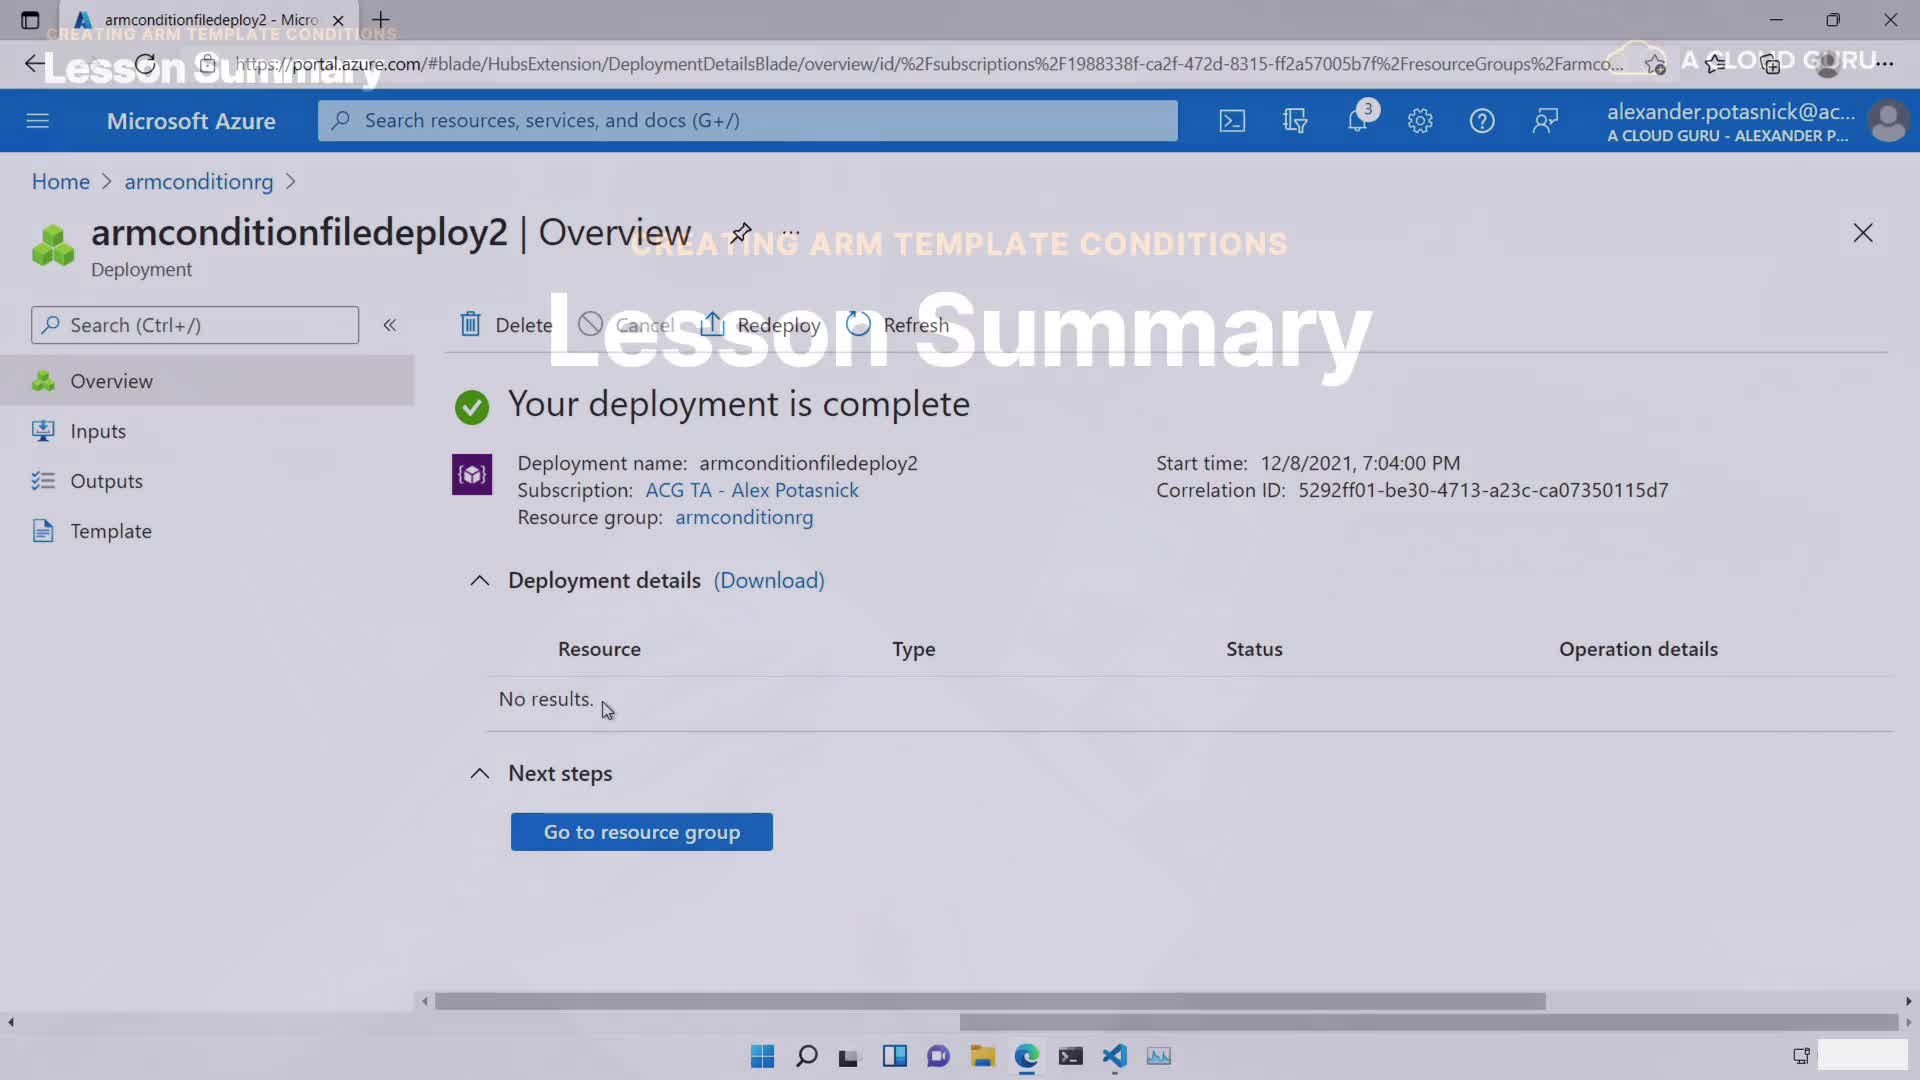 armconditionfiledeploy2 - Micro
CREATING ARM TEMPLATE CONDITIONS
Lesson Summary
https://portal.azure.com/#blade/HubsExtension/DeploymentDetailsBlade/overview/id/%2Fsubscriptions%2F1988338f-ca2f-472d-8315-ff2a57005b7f%2FresourceGroups%2Farmco...
A CLOUD GURU
Microsoft Azure
Search resources, services, and docs (G+/)
3
alexander.potasnick@ac...
A CLOUD GURU - ALEXANDER P...
Home > armconditionrg >
armconditionfiledeploy2 | Overview ...
Deployment
CREATING ARM TEMPLATE CONDITIONS
Lesson Summary
Search (Ctrl+/)
«
Delete
Cancel
Redeploy
Refresh
Overview
Inputs
Outputs
Template
Your deployment is complete
Deployment name: armconditionfiledeploy2
Subscription: ACG TA - Alex Potasnick
Resource group: armconditionrg
Start time: 12/8/2021, 7:04:00 PM
Correlation ID: 5292ff01-be30-4713-a23c-ca07350115d7
Deployment details (Download)
Resource Type Status Operation details
No results.
Next steps
Go to resource group